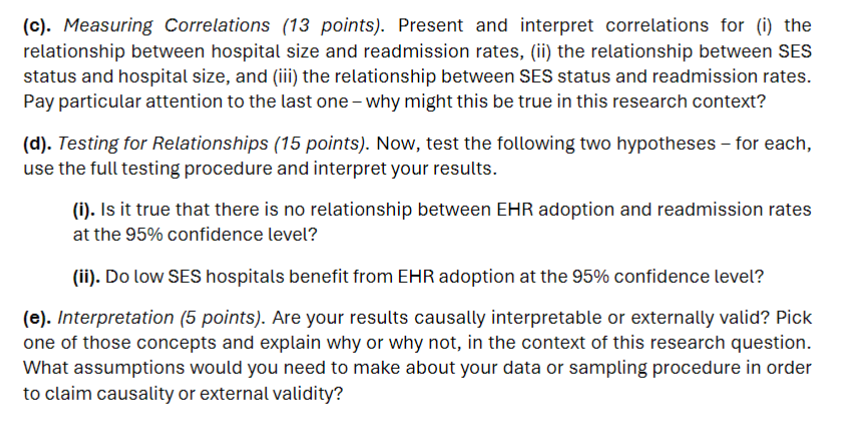 (c). Measuring Correlations (13 points). Present and interpret correlations for (i) the
relationship between hospital size and readmission rates, (ii) the relationship between SES
status and hospital size, and (iii) the relationship between SES status and readmission rates.
Pay particular attention to the last one – why might this be true in this research context?
(d). Testing for Relationships (15 points). Now, test the following two hypotheses – for each,
use the full testing procedure and interpret your results.
(i). Is it true that there is no relationship between EHR adoption and readmission rates
at the 95% confidence level?
(ii). Do low SES hospitals benefit from EHR adoption at the 95% confidence level?
(e). Interpretation (5 points). Are your results causally interpretable or externally valid? Pick
one of those concepts and explain why or why not, in the context of this research question.
What assumptions would you need to make about your data or sampling procedure in order
to claim causality or external validity?